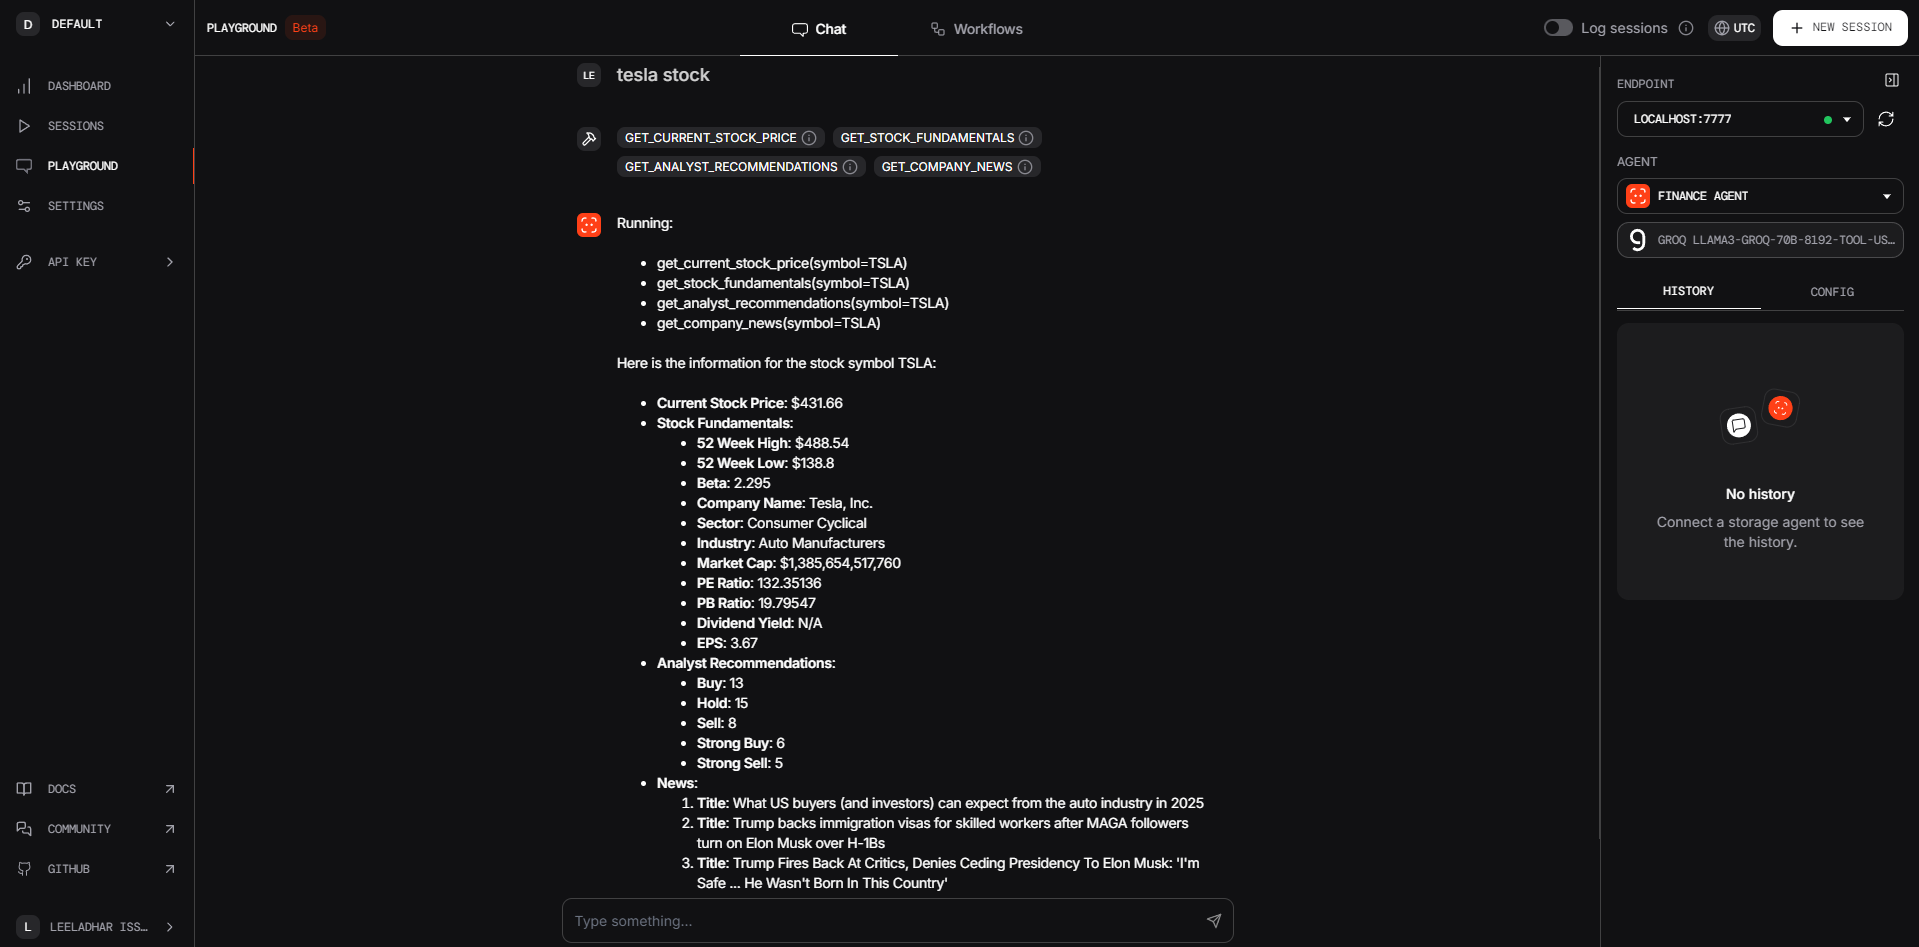 D DEFAULT
DASHBOARD
SESSIONS
PLAYGROUND
SETTINGS
API KEY
DOCS
COMMUNITY
GITHUB
L LEELADHAR ISS...
PLAYGROUND Beta
Chat
Workflows
Log sessions
UTC
NEW SESSION
LE tesla stock
GET_CURRENT_STOCK_PRICE GET_STOCK_FUNDAMENTALS
GET_ANALYST_RECOMMENDATIONS GET_COMPANY_NEWS
Running:
• get_current_stock_price(symbol=TSLA)
• get_stock_fundamentals(symbol=TSLA)
• get_analyst_recommendations(symbol=TSLA)
• get_company_news(symbol=TSLA)
Here is the information for the stock symbol TSLA:
• Current Stock Price: $431.66
• Stock Fundamentals:
• 52 Week High: $488.54
• 52 Week Low: $138.8
• Beta: 2.295
• Company Name: Tesla, Inc.
• Sector: Consumer Cyclical
• Industry: Auto Manufacturers
• Market Cap: $1,385,654,517,760
• PE Ratio: 132.35136
• PB Ratio: 19.79547
• Dividend Yield: N/A
• EPS: 3.67
• Analyst Recommendations:
• Buy: 13
• Hold: 15
• Sell: 8
• Strong Buy: 6
• Strong Sell: 5
• News:
1. Title: What US buyers (and investors) can expect from the auto industry in 2025
2. Title: Trump backs immigration visas for skilled workers after MAGA followers
turn on Elon Musk over H-1Bs
3. Title: Trump Fires Back At Critics, Denies Ceding Presidency To Elon Musk: 'I'm
Safe ... He Wasn't Born In This Country'
Type something...
ENDPOINT
LOCALHOST:7777
AGENT
FINANCE AGENT
GROQ LLAMA3-GROQ-70B-8192-TOOL-US...
HISTORY
CONFIG
No history
Connect a storage agent to see
the history.